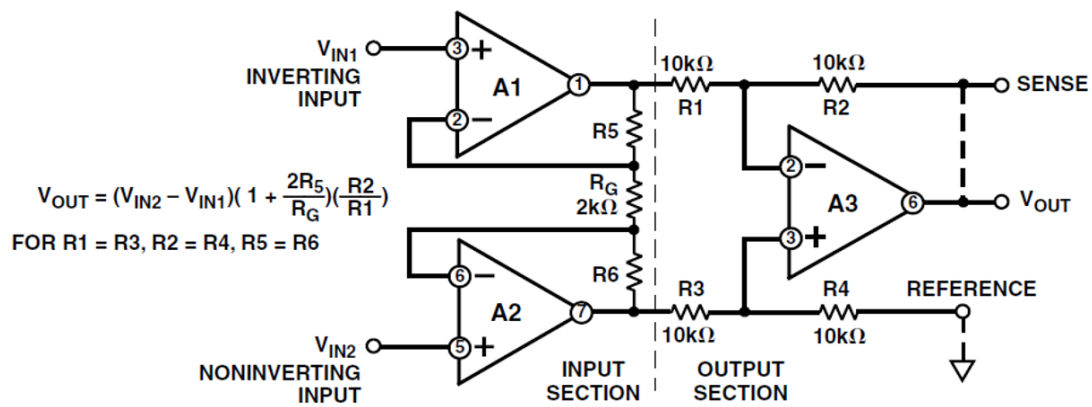 V_IN1
INVERTING
INPUT
3
+
A1
1
2
−
R5
R_G
2kΩ
V_OUT = (V_IN2 − V_IN1)( 1 + 2R_5/R_G)(R2/R1)
FOR R1 = R3, R2 = R4, R5 = R6
6
−
R6
A2
7
5
+
V_IN2
NONINVERTING
INPUT
INPUT
SECTION
OUTPUT
SECTION
10kΩ
R1
10kΩ
R2
SENSE
2
−
A3
6
V_OUT
3
+
R3
10kΩ
R4
10kΩ
REFERENCE